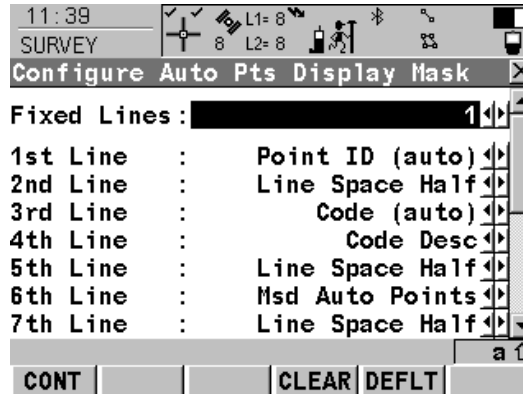 11:39 L1= 8
SURVEY 8 L2= 8
Configure Auto Pts Display Mask X
Fixed Lines: 1
1st Line : Point ID (auto)
2nd Line : Line Space Half
3rd Line : Code (auto)
4th Line : Code Desc
5th Line : Line Space Half
6th Line : Msd Auto Points
7th Line : Line Space Half
a
CONT CLEAR DEFLT